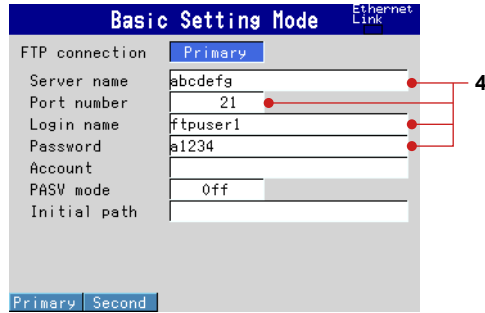 Basic Setting Mode
Ethernet
Link
FTP connection Primary
Server name abcdefg
4
Port number 21
Login name ftpuser1
Password a1234
Account
PASV mode Off
Initial path
Primary Second